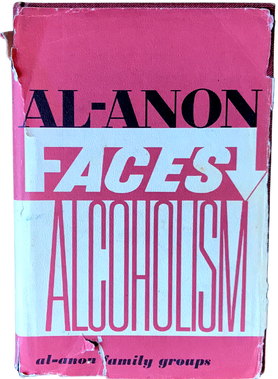 AL-ANON
FACES
ALCOHOLISM
al-anon family groups